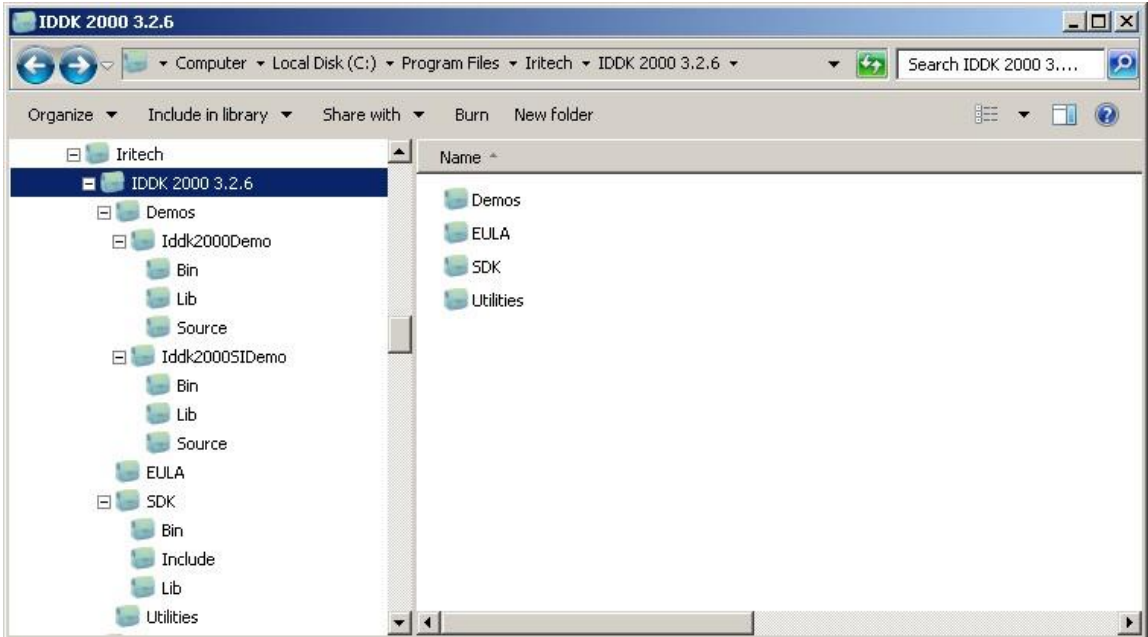 IDDK 2000 3.2.6
Computer Local Disk (C:) Program Files Iritech IDDK 2000 3.2.6
Search IDDK 2000 3....
Organize Include in library Share with Burn New folder
Iritech
IDDK 2000 3.2.6
Demos
Iddk2000Demo
Bin
Lib
Source
Iddk2000SIDemo
Bin
Lib
Source
EULA
SDK
Bin
Include
Lib
Utilities
Name
Demos
EULA
SDK
Utilities